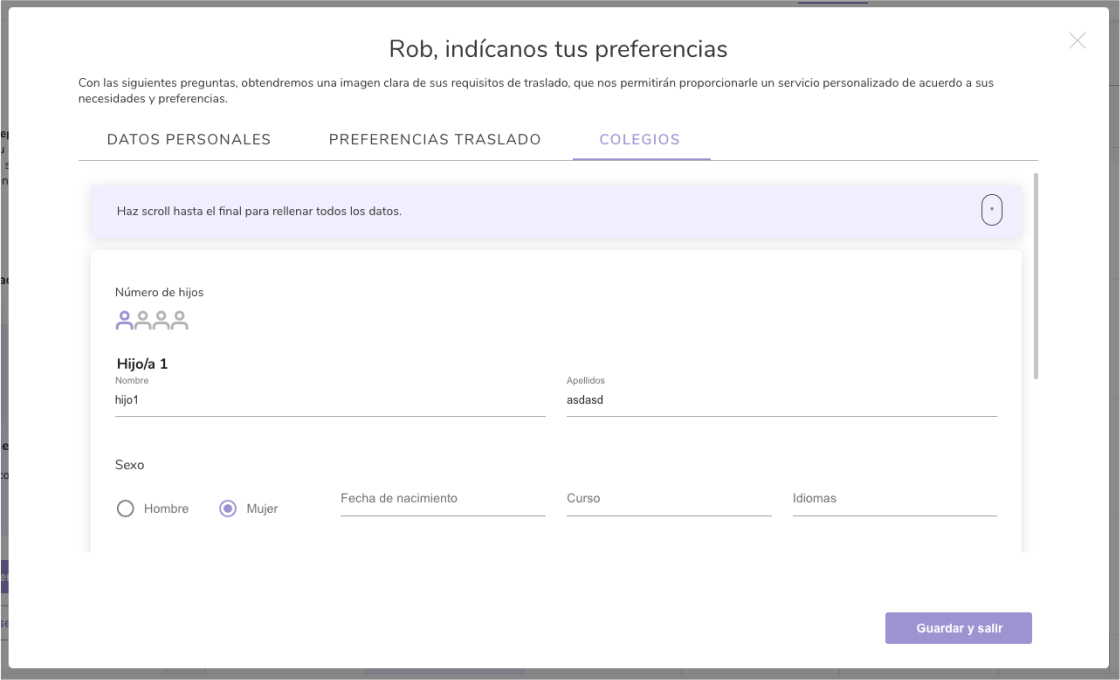 Rob, indícanos tus preferencias
Con las siguientes preguntas, obtendremos una imagen clara de sus requisitos de traslado, que nos permitirán proporcionarle un servicio personalizado de acuerdo a sus
necesidades y preferencias.
DATOS PERSONALES PREFERENCIAS TRASLADO COLEGIOS
Haz scroll hasta el final para rellenar todos los datos.
Número de hijos
Hijo/a 1
Nombre Apellidos
hijo1 asdasd
Sexo
Hombre Mujer Fecha de nacimiento Curso Idiomas
Guardar y salir